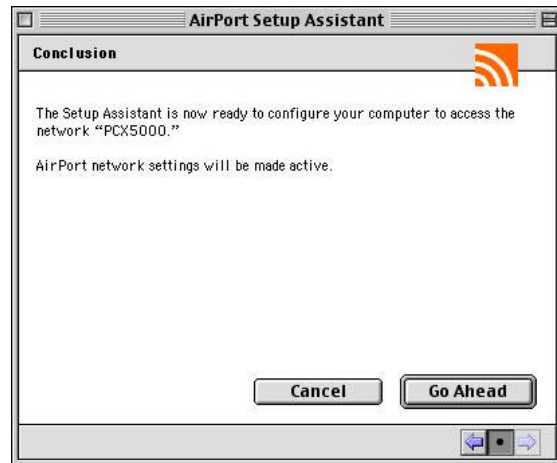 AirPort Setup Assistant
Conclusion
The Setup Assistant is now ready to configure your computer to access the
network “PCX5000.”
AirPort network settings will be made active.
Cancel
Go Ahead